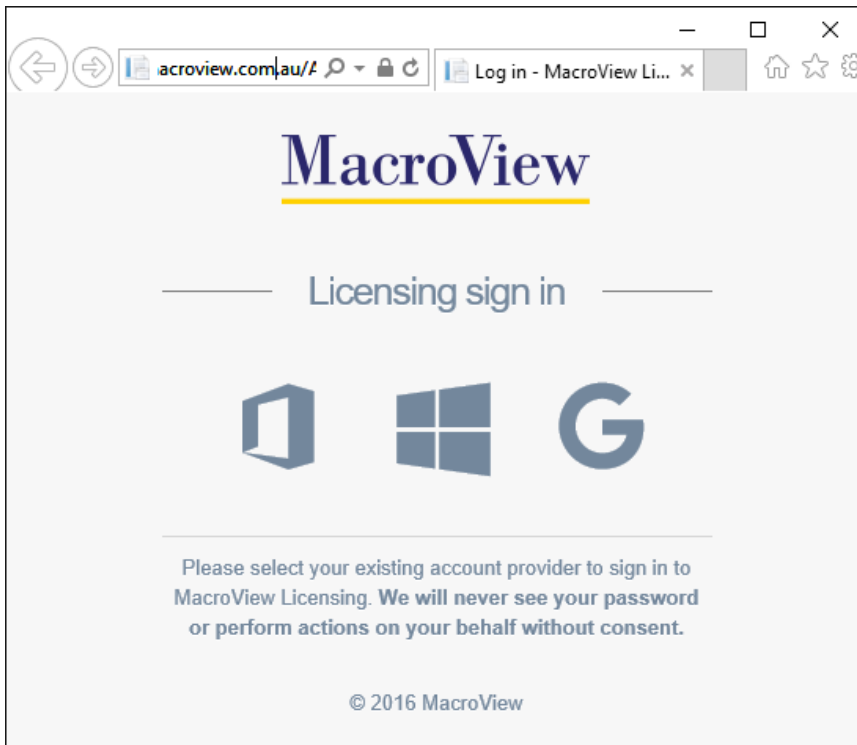 acroview.com.au/A
Log in - MacroView Li...
MacroView
Licensing sign in
Please select your existing account provider to sign in to
MacroView Licensing. We will never see your password
or perform actions on your behalf without consent.
© 2016 MacroView